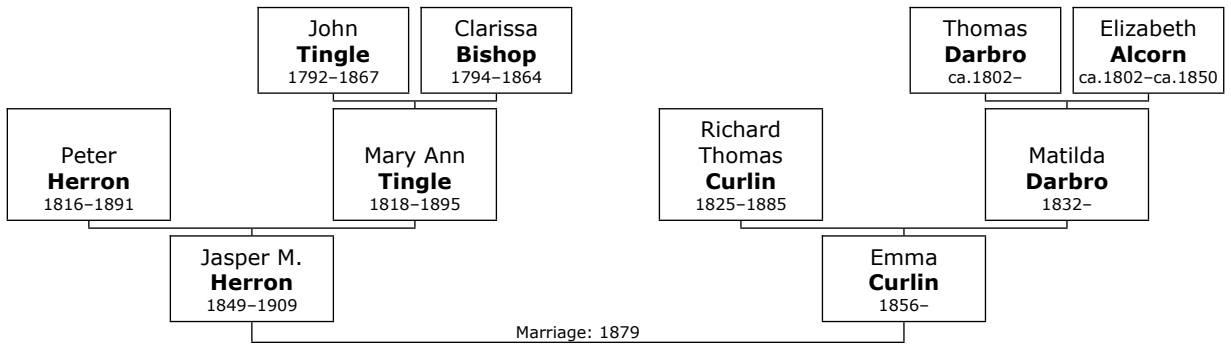 John
Tingle
1792–1867
Clarissa
Bishop
1794–1864
Thomas
Darbro
ca.1802–
Elizabeth
Alcorn
ca.1802–ca.1850
Peter
Herron
1816–1891
Mary Ann
Tingle
1818–1895
Richard
Thomas
Curlin
1825–1885
Matilda
Darbro
1832–
Jasper M.
Herron
1849–1909
Emma
Curlin
1856–
Marriage: 1879